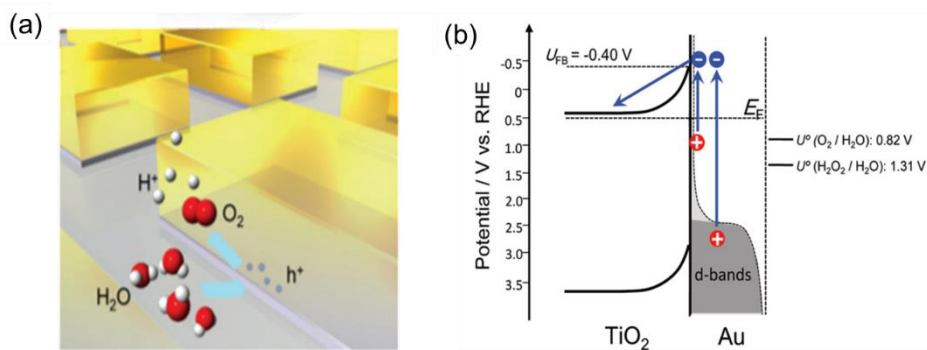 (a)
H⁺
O₂
h⁺
H₂O
(b)
U_FB = -0.40 V
-0.5
0
0.5
1.0
1.5
2.0
2.5
3.0
3.5
Potential / V vs. RHE
E_F
U° (O₂ / H₂O): 0.82 V
U° (H₂O₂ / H₂O): 1.31 V
d-bands
TiO₂
Au